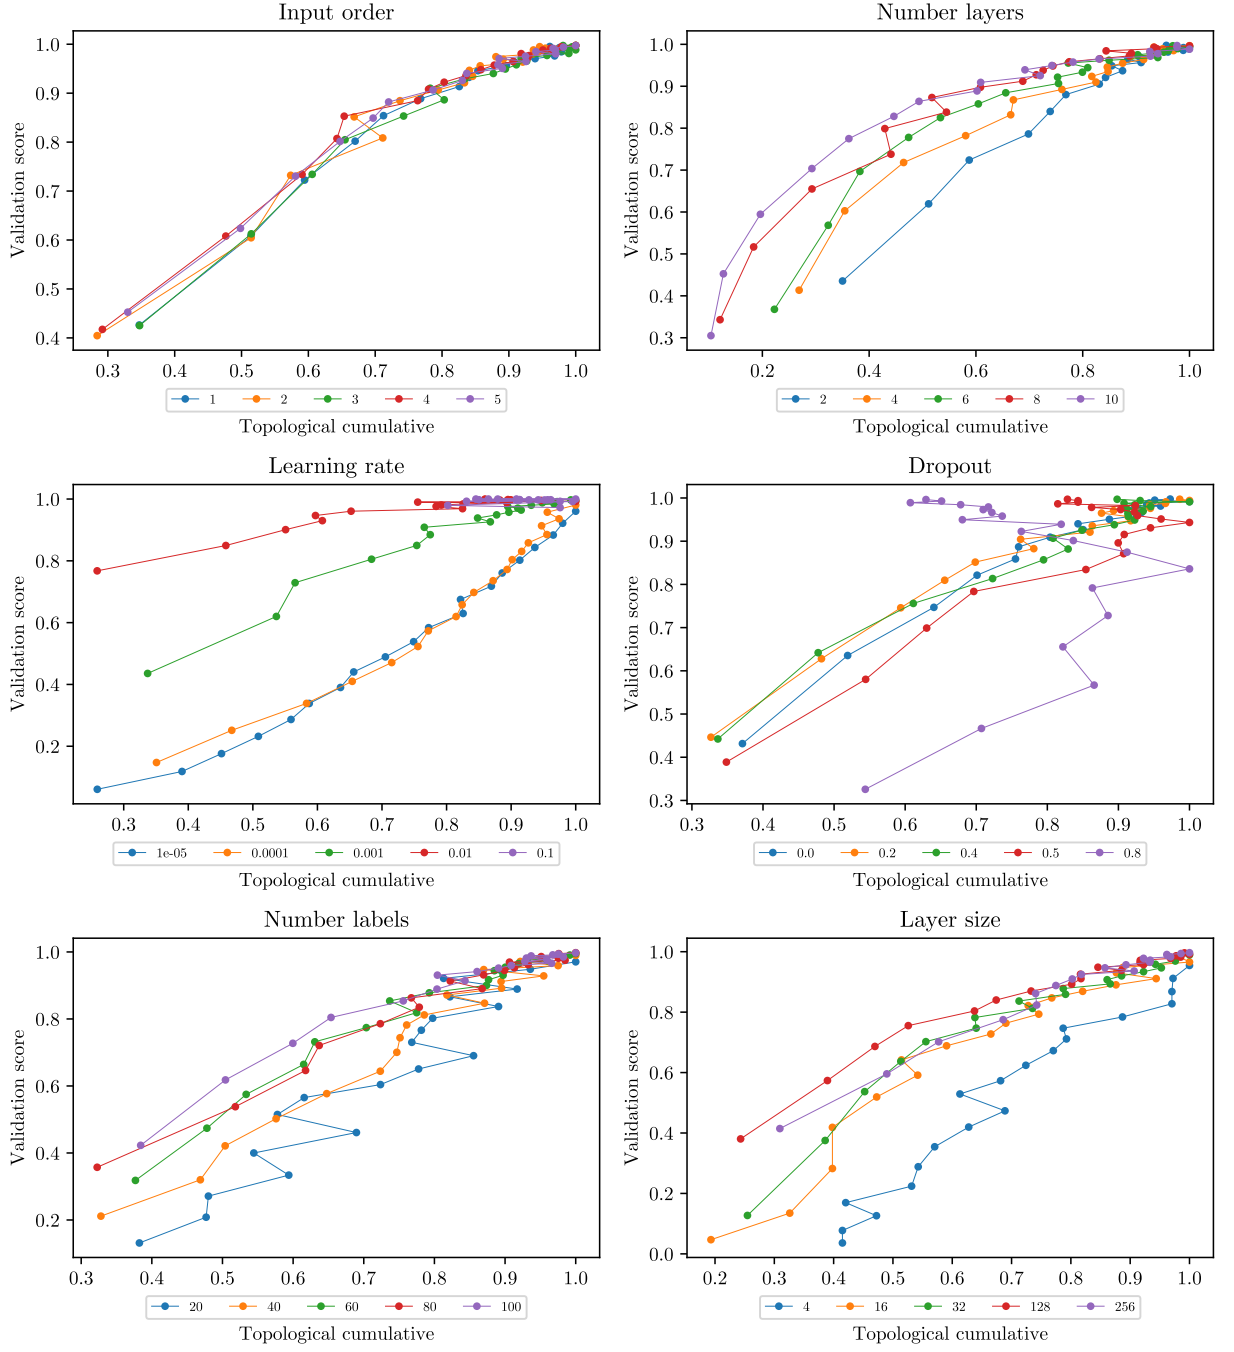 Input order
Validation score
1.0
0.9
0.8
0.7
0.6
0.5
0.4
0.3 0.4 0.5 0.6 0.7 0.8 0.9 1.0
1 2 3 4 5
Topological cumulative
Number layers
Validation score
1.0
0.9
0.8
0.7
0.6
0.5
0.4
0.3
0.2 0.4 0.6 0.8 1.0
2 4 6 8 10
Topological cumulative
Learning rate
Validation score
1.0
0.8
0.6
0.4
0.2
0.3 0.4 0.5 0.6 0.7 0.8 0.9 1.0
1e-05 0.0001 0.001 0.01 0.1
Topological cumulative
Dropout
Validation score
1.0
0.9
0.8
0.7
0.6
0.5
0.4
0.3
0.3 0.4 0.5 0.6 0.7 0.8 0.9 1.0
0.0 0.2 0.4 0.5 0.8
Topological cumulative
Number labels
Validation score
1.0
0.8
0.6
0.4
0.2
0.3 0.4 0.5 0.6 0.7 0.8 0.9 1.0
20 40 60 80 100
Topological cumulative
Layer size
Validation score
1.0
0.8
0.6
0.4
0.2
0.0
0.2 0.3 0.4 0.5 0.6 0.7 0.8 0.9 1.0
4 16 32 128 256
Topological cumulative